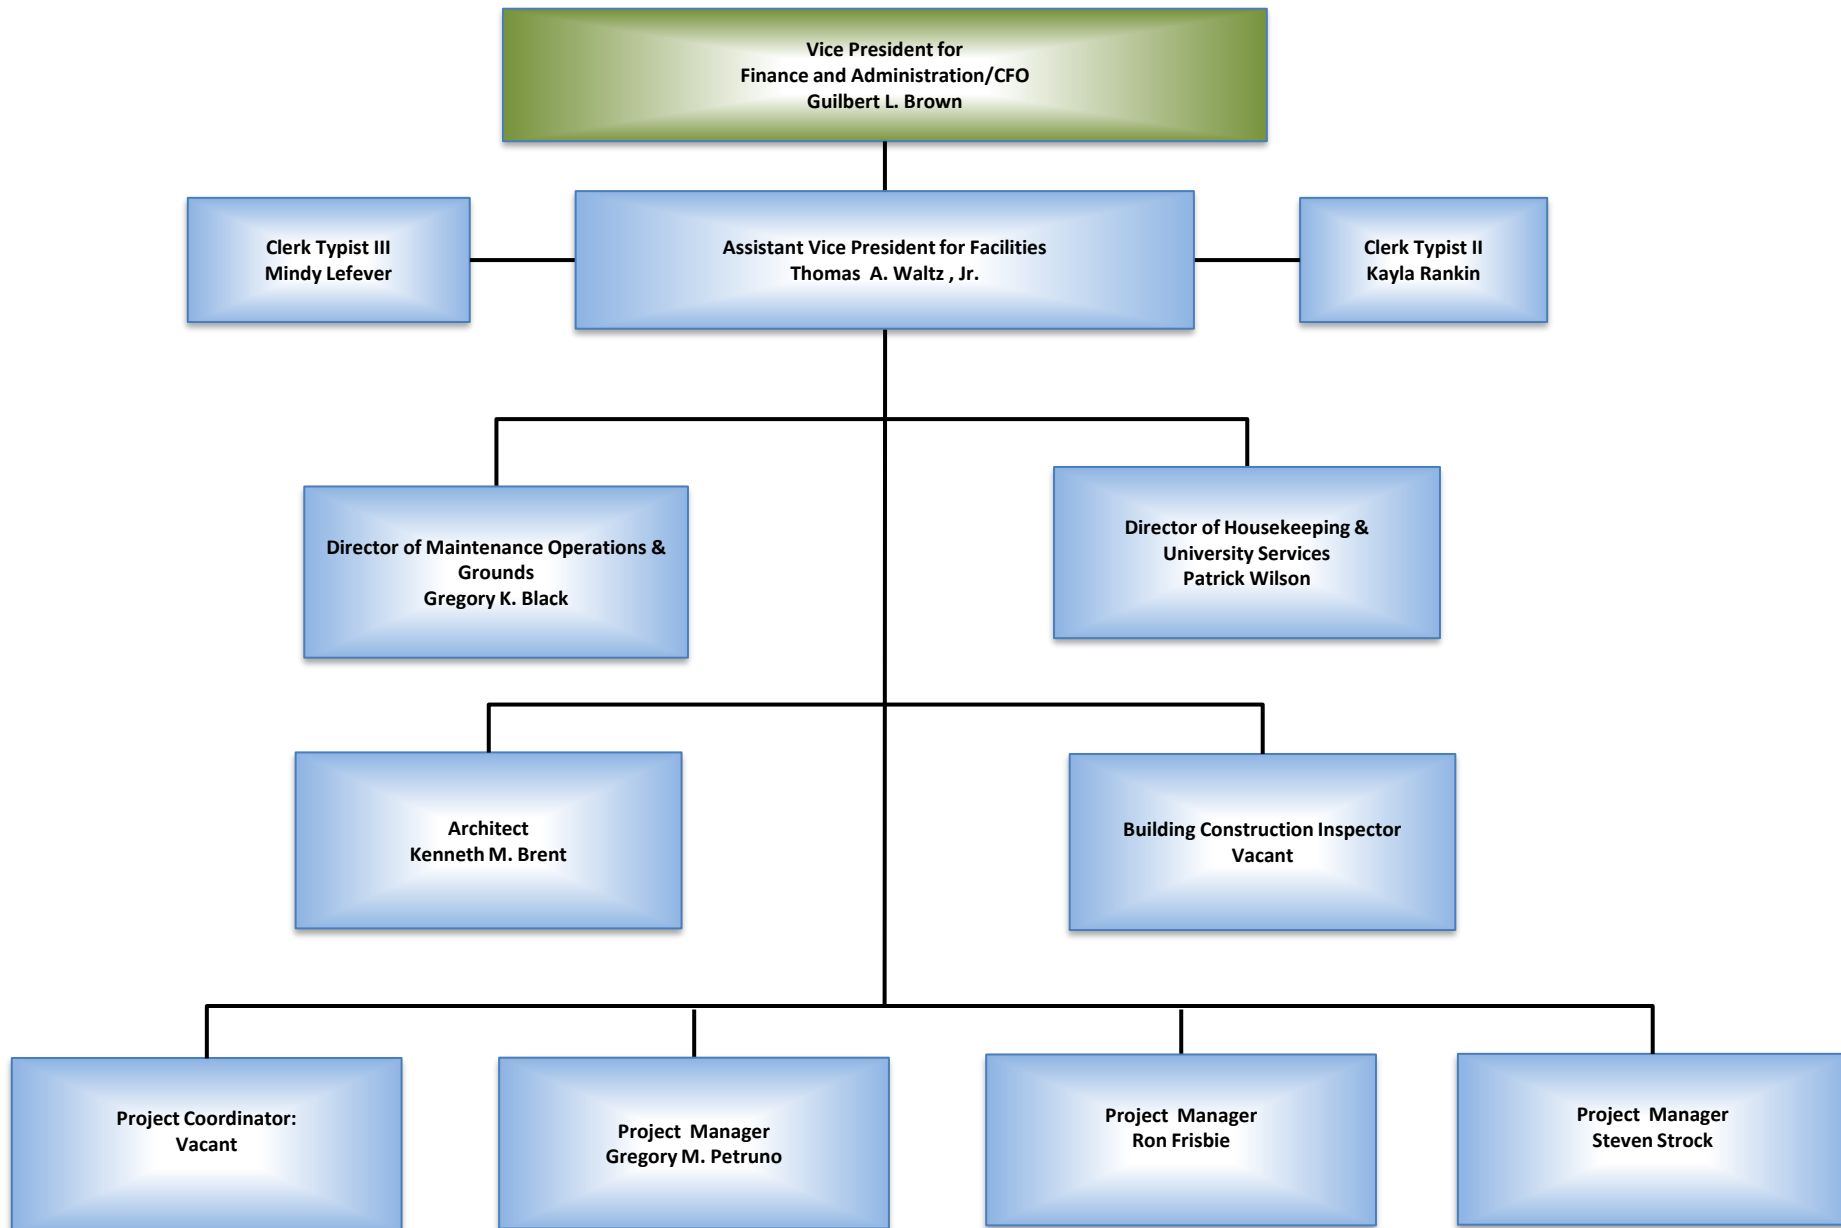 Vice President for
Finance and Administration/CFO
Guilbert L. Brown
Clerk Typist III
Mindy Lefever
Assistant Vice President for Facilities
Thomas A. Waltz , Jr.
Clerk Typist II
Kayla Rankin
Director of Maintenance Operations &
Grounds
Gregory K. Black
Director of Housekeeping &
University Services
Patrick Wilson
Architect
Kenneth M. Brent
Building Construction Inspector
Vacant
Project Coordinator:
Vacant
Project Manager
Gregory M. Petruno
Project Manager
Ron Frisbie
Project Manager
Steven Strock